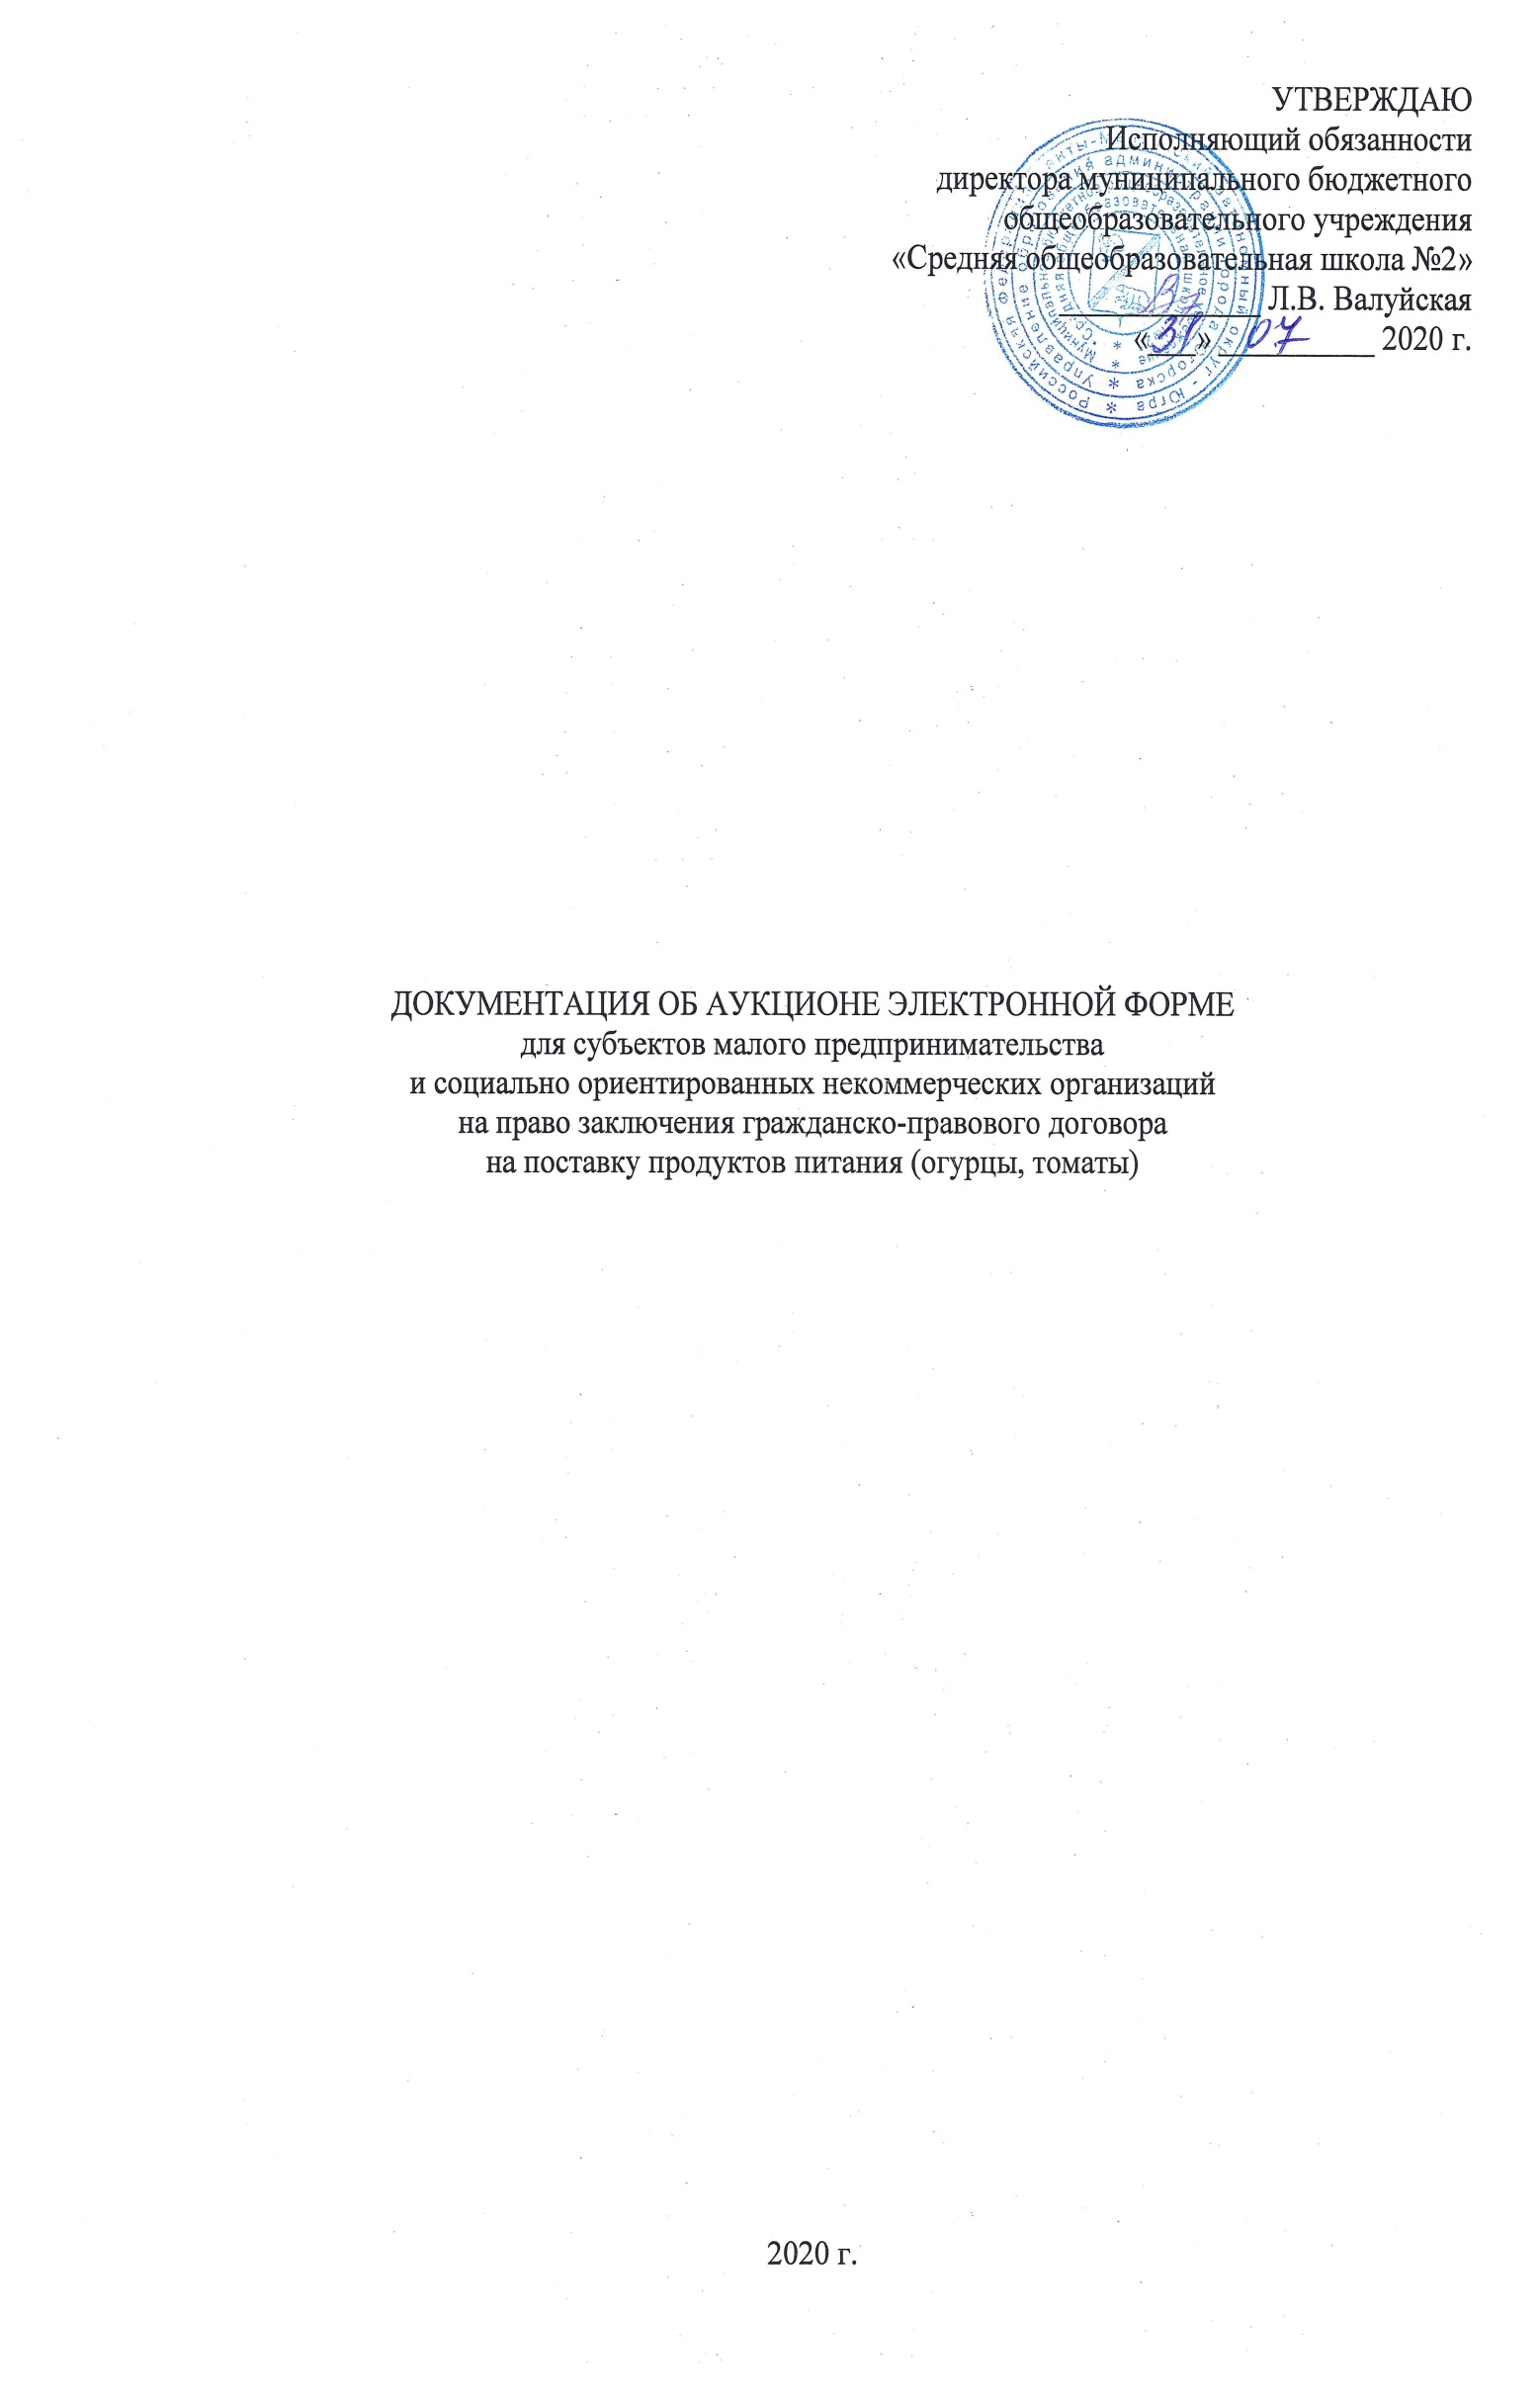 УТВЕРЖДАЮ
Исполняющий обязанности
директора муниципального бюджетного
общеобразовательного учреждения
«Средняя общеобразовательная школа №2»
Л.В. Валуйская
«31» 07 2020 г.
ДОКУМЕНТАЦИЯ ОБ АУКЦИОНЕ ЭЛЕКТРОННОЙ ФОРМЕ
для субъектов малого предпринимательства
и социально ориентированных некоммерческих организаций
на право заключения гражданско-правового договора
на поставку продуктов питания (огурцы, томаты)
2020 г.